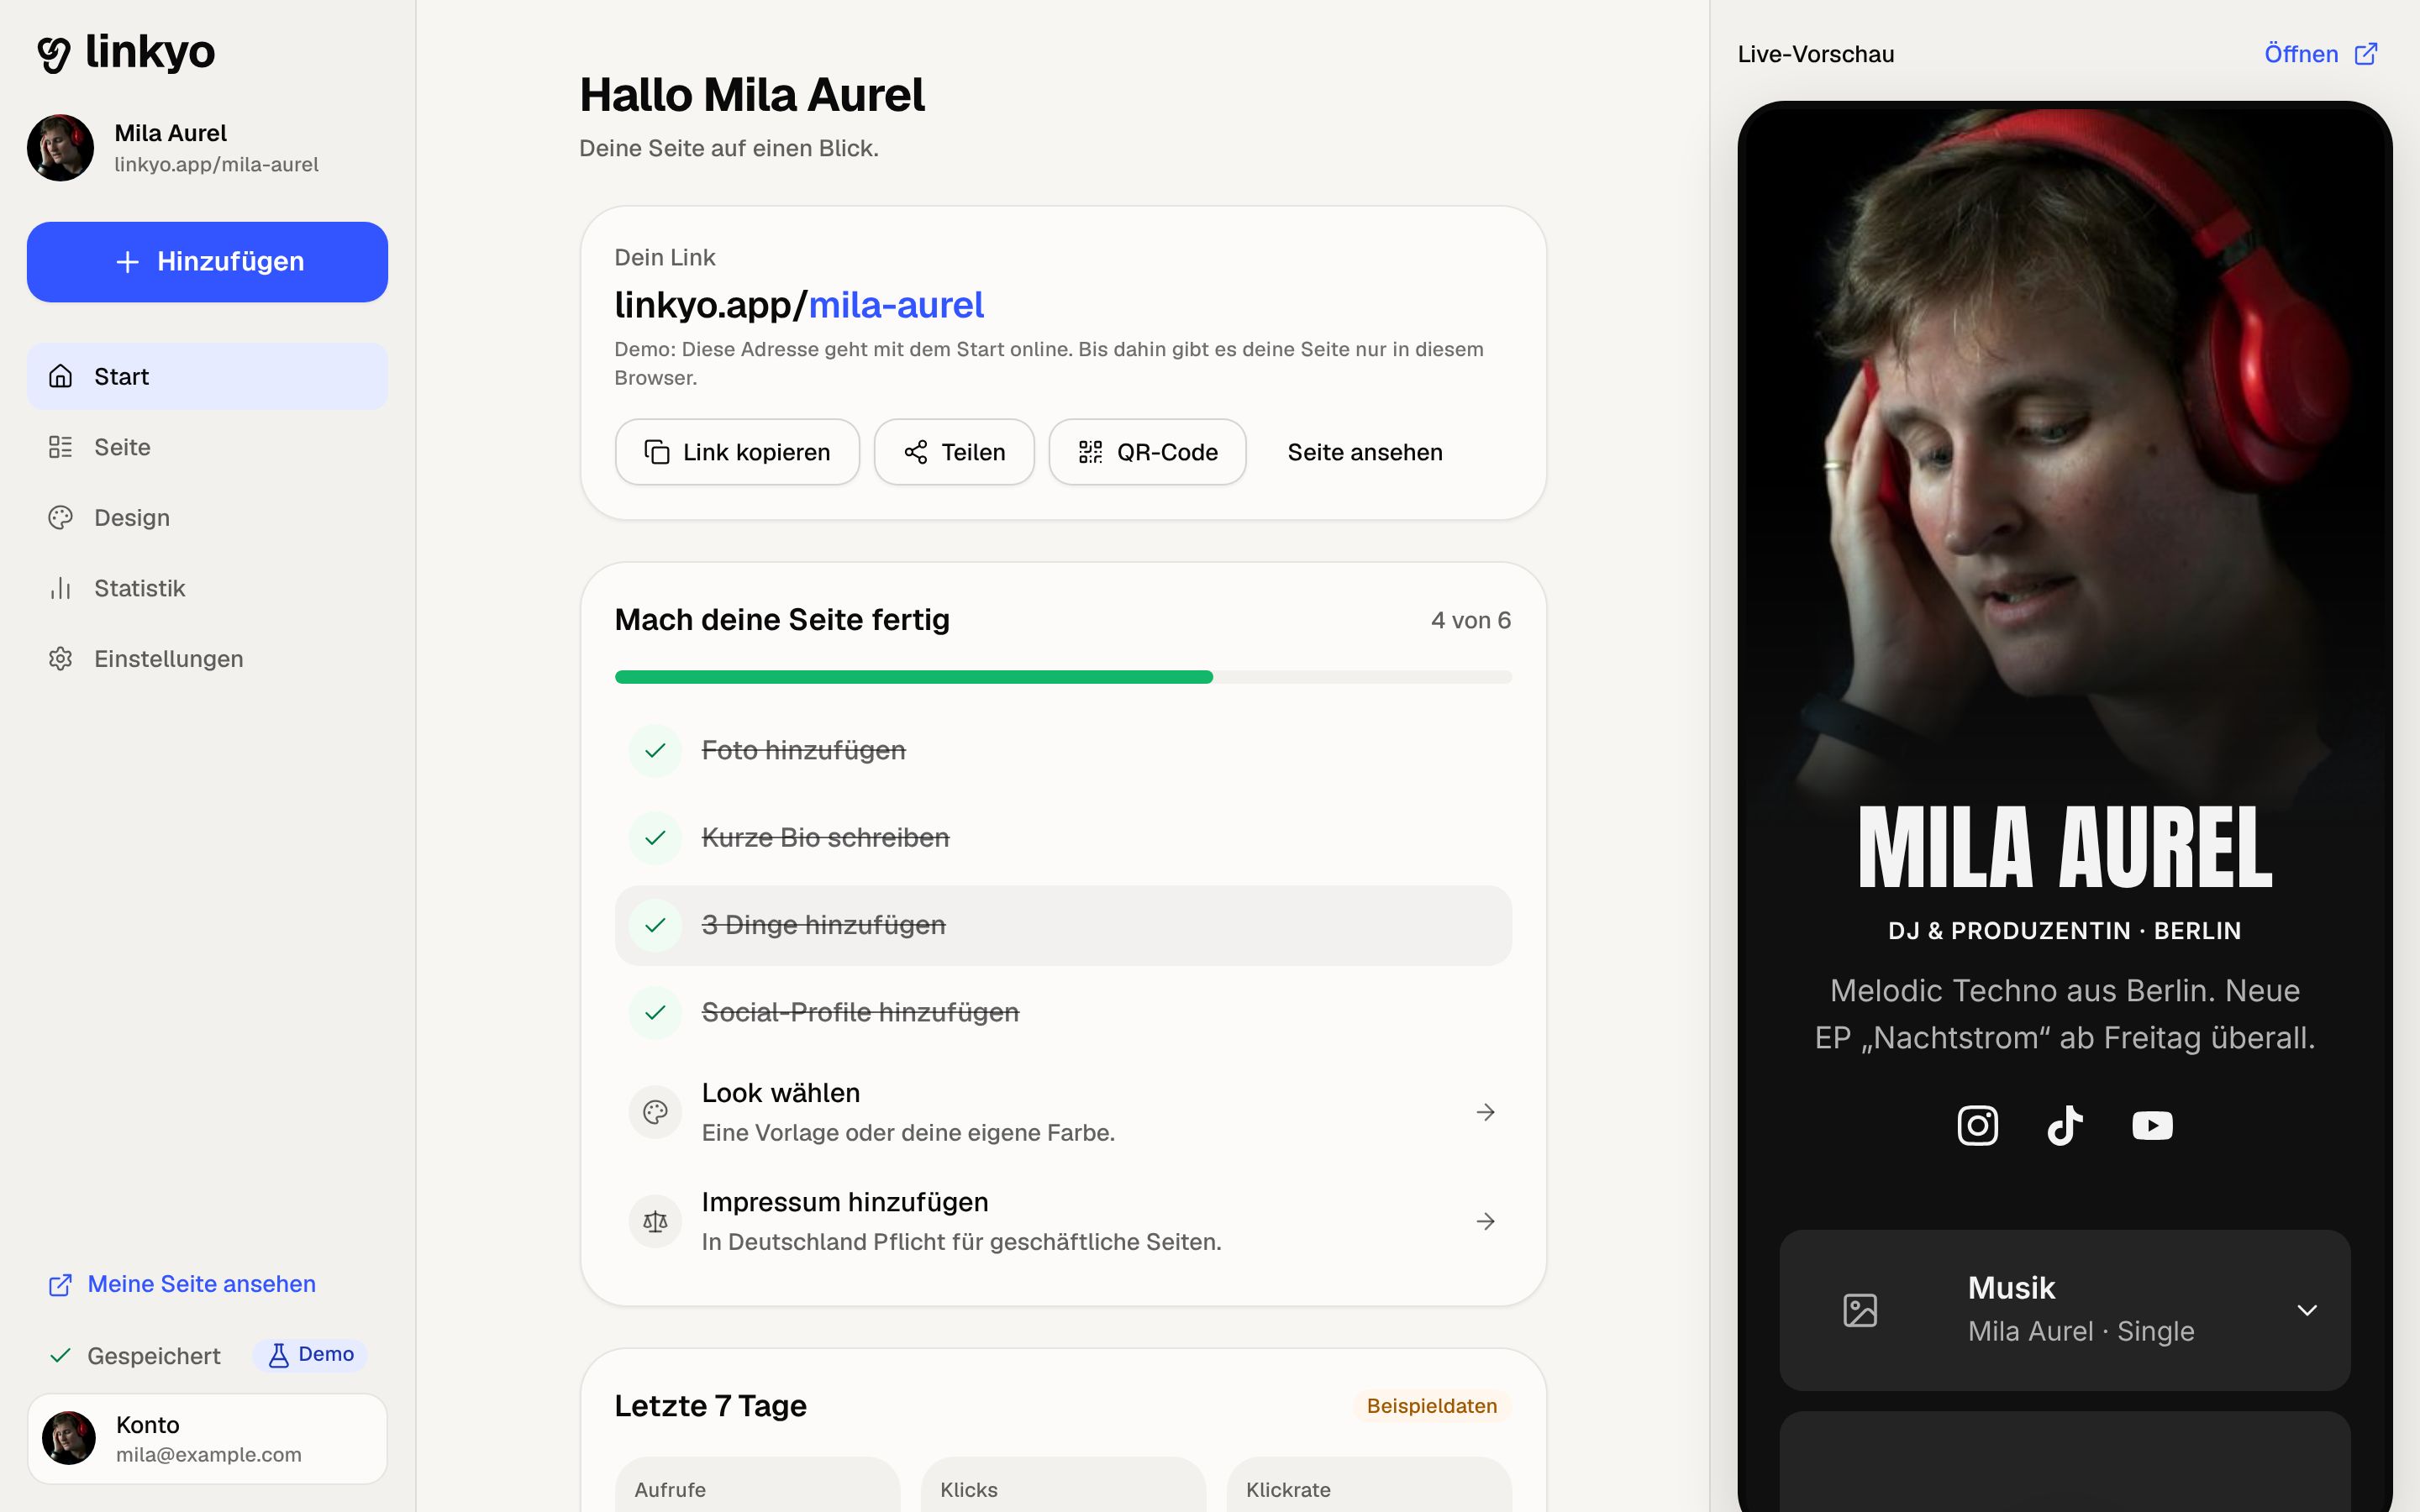 linkyo
Mila Aurel
linkyo.app/mila-aurel
Hinzufügen
Start
Seite
Design
Statistik
Einstellungen
Meine Seite ansehen
Gespeichert
Demo
Konto
mila@example.com
Hallo Mila Aurel
Deine Seite auf einen Blick.
Dein Link
linkyo.app/mila-aurel
Demo: Diese Adresse geht mit dem Start online. Bis dahin gibt es deine Seite nur in diesem
Browser.
Link kopieren
Teilen
QR-Code
Seite ansehen
Mach deine Seite fertig
4 von 6
Foto hinzufügen
Kurze Bio schreiben
3 Dinge hinzufügen
Social-Profile hinzufügen
Look wählen
Eine Vorlage oder deine eigene Farbe.
Impressum hinzufügen
In Deutschland Pflicht für geschäftliche Seiten.
Letzte 7 Tage
Beispieldaten
Aufrufe
Klicks
Klickrate
Live-Vorschau
Öffnen
MILA AUREL
DJ & PRODUZENTIN · BERLIN
Melodic Techno aus Berlin. Neue
EP „Nachtstrom“ ab Freitag überall.
Musik
Mila Aurel · Single